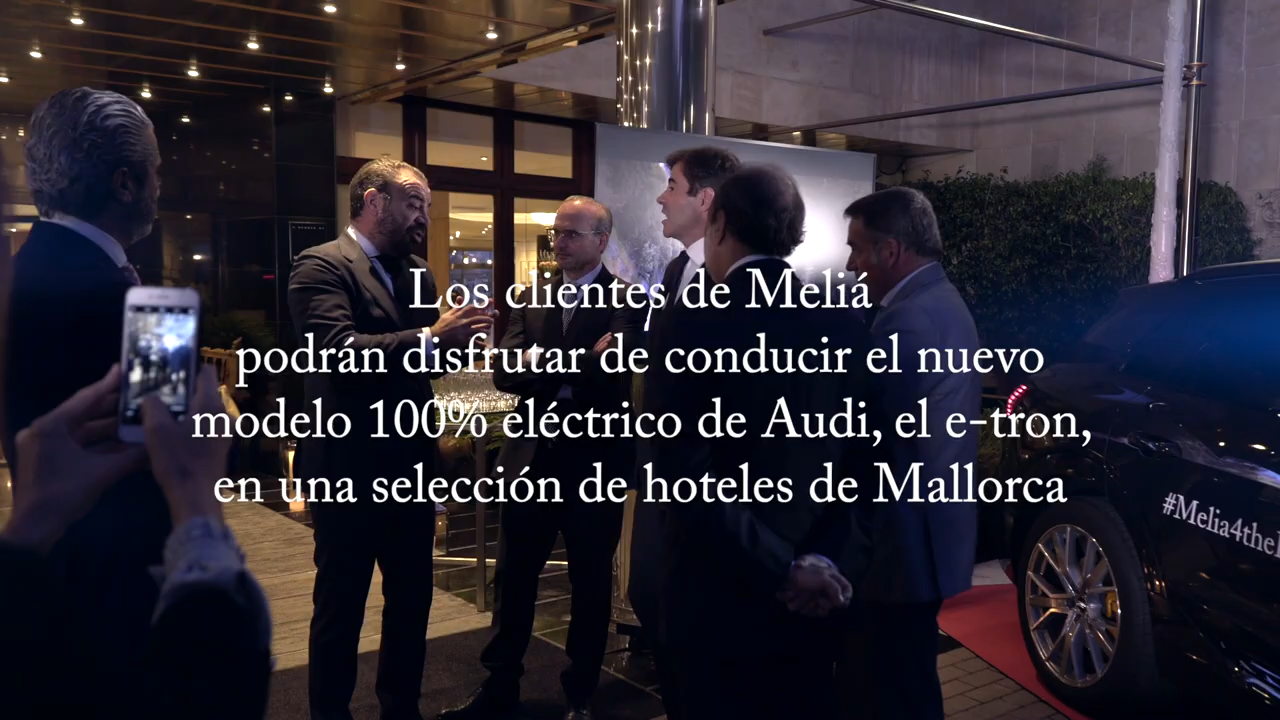 Los clientes de Meliá
podrán disfrutar de conducir el nuevo
modelo 100% eléctrico de Audi, el e-tron,
en una selección de hoteles de Mallorca
#Melia4the